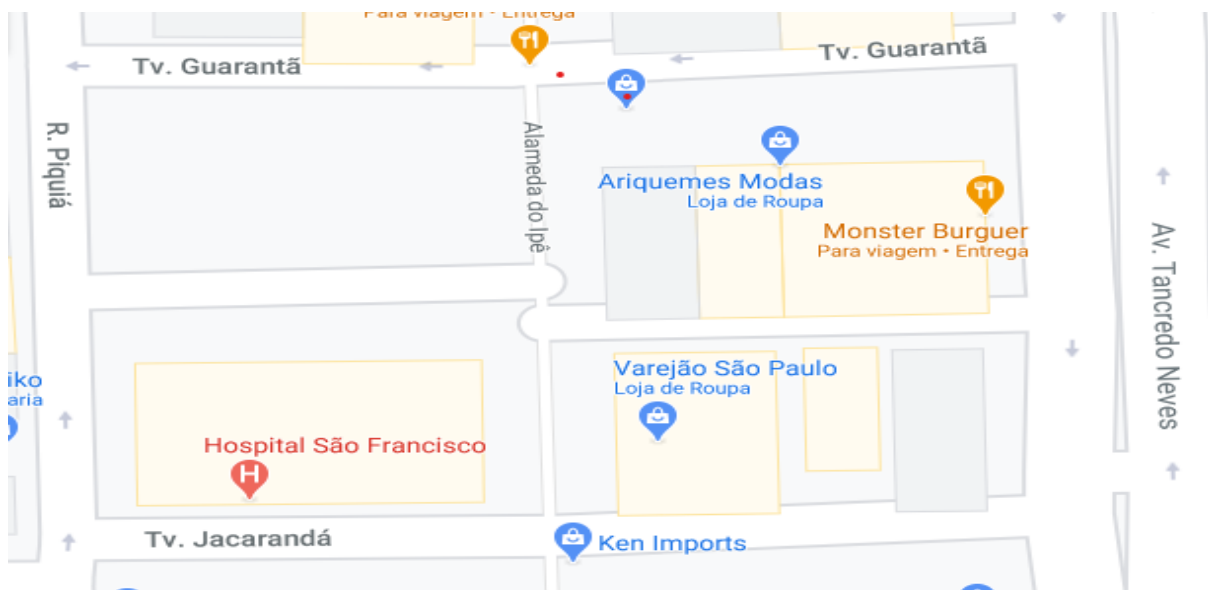 Para viagem • Entrega
Tv. Guarantã
Tv. Guarantã
R. Piquiá
Alameda do Ipê
Ariquemes Modas
Loja de Roupa
Monster Burguer
Para viagem • Entrega
Av. Tancredo Neves
Varejão São Paulo
Loja de Roupa
iko
aria
Hospital São Francisco
H
Tv. Jacarandá
Ken Imports